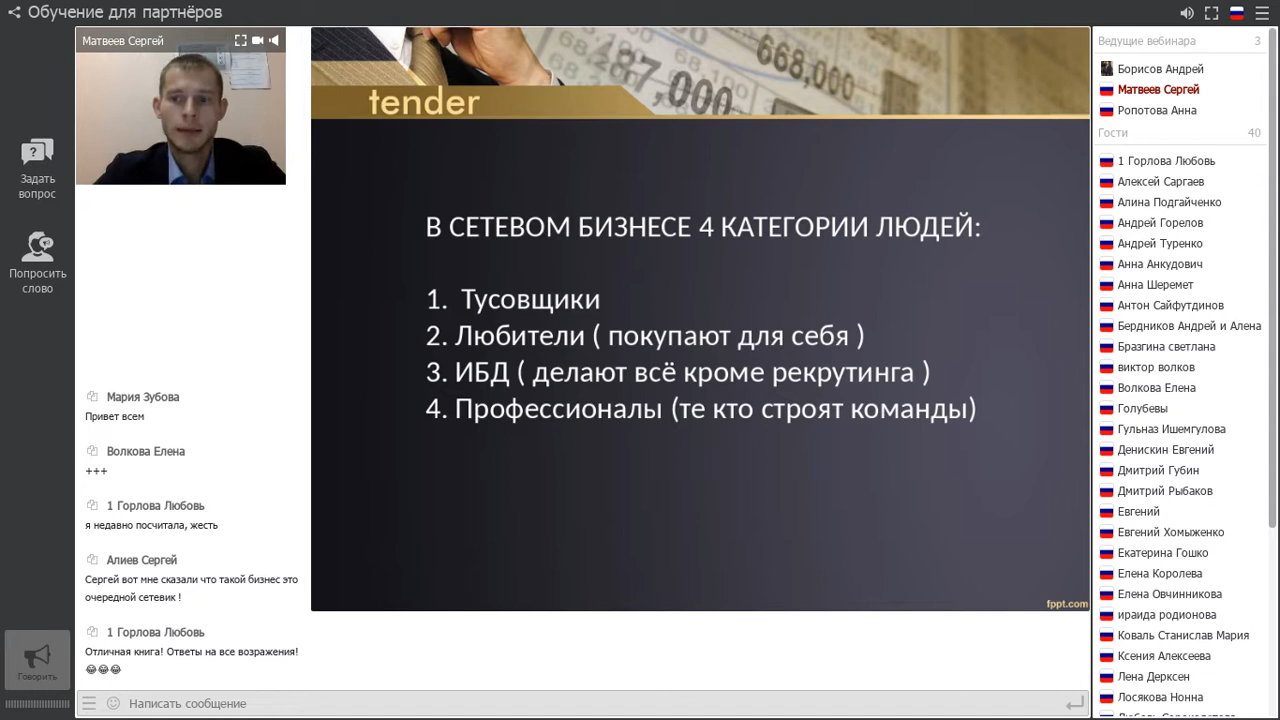 Обучение для партнёров
Матвеев Сергей
Задать
вопрос
Попросить
слово
Говорить
Мария Зубова
Привет всем
Волкова Елена
+++
1 Горлова Любовь
я недавно посчитала, жесть
Алиев Сергей
Сергей вот мне сказали что такой бизнес это
очередной сетевик !
1 Горлова Любовь
Отличная книга! Ответы на все возражения!
😂😂😂
Написать сообщение
668,0
37,000
tender
В СЕТЕВОМ БИЗНЕСЕ 4 КАТЕГОРИИ ЛЮДЕЙ:
1. Тусовщики
2. Любители ( покупают для себя )
3. ИБД ( делают всё кроме рекрутинга )
4. Профессионалы (те кто строят команды)
fppt.com
Ведущие вебинара 3
Борисов Андрей
Матвеев Сергей
Ропотова Анна
Гости 40
1 Горлова Любовь
Алексей Саргаев
Алина Подгайченко
Андрей Горелов
Андрей Туренко
Анна Анкудович
Анна Шеремет
Антон Сайфутдинов
Бердников Андрей и Алена
Бразгина светлана
виктор волков
Волкова Елена
Голубевы
Гульназ Ишемгулова
Денискин Евгений
Дмитрий Губин
Дмитрий Рыбаков
Евгений
Евгений Хомыженко
Екатерина Гошко
Елена Королева
Елена Овчинникова
ираида родионова
Коваль Станислав Мария
Ксения Алексеева
Лена Дерксен
Лосякова Нонна